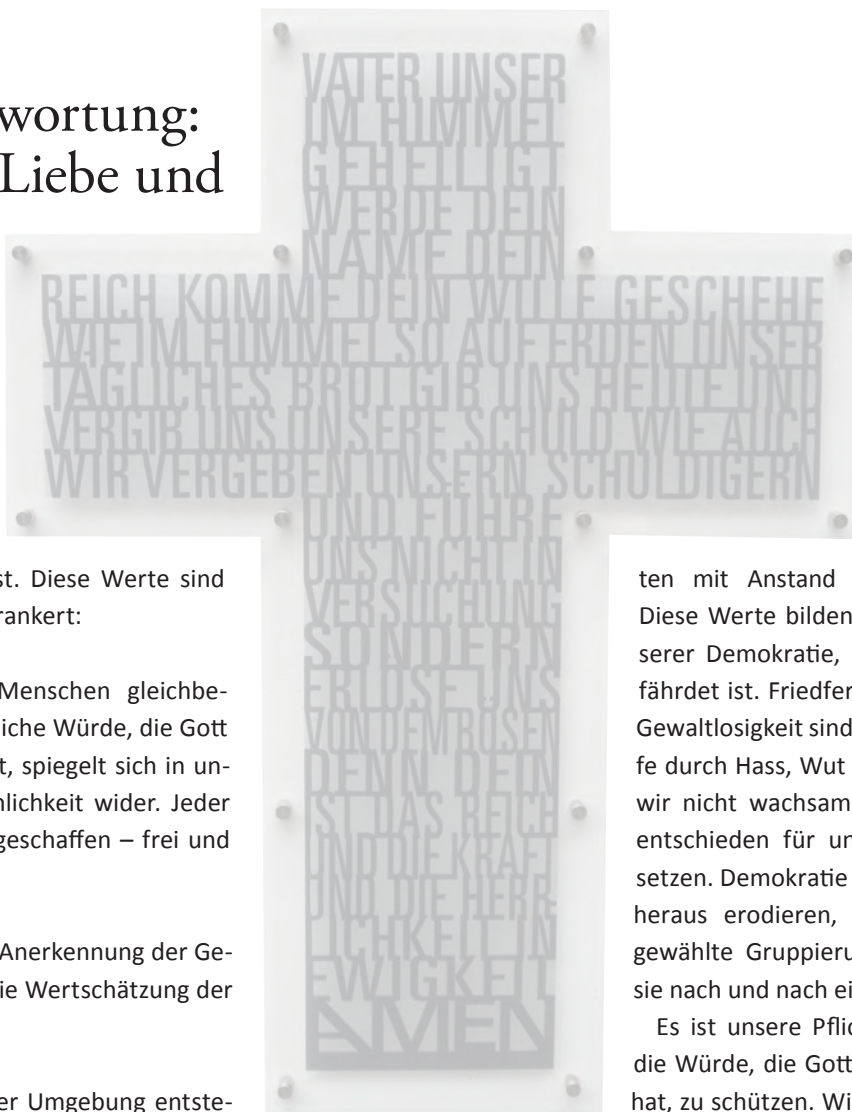 wortung:
Liebe und
VATER UNSER
IM HIMMEL
GEHEILIGT
WERDE DEIN
NAME DEIN
REICH KOMME DEIN WILLE GESCHEHE
WIE IM HIMMEL SO AUF ERDEN UNSER
TÄGLICHES BROT GIB UNS HEUTE UND
VERGIB UNS UNSERE SCHULD WIE AUCH
WIR VERGEBEN UNSERN SCHULDIGERN
UND FÜHRE
UNS NICHT IN
VERSUCHUNG
SONDERN
ERLÖSE UNS
VON DEM BÖSEN
DENN DEIN
IST DAS REICH
UND DIE KRAFT
UND DIE HERR-
LICHKEIT IN
EWIGKEIT
AMEN
st. Diese Werte sind
rankert:
Menschen gleichbe-
liche Würde, die Gott
t, spiegelt sich in un-
nlichkeit wider. Jeder
geschaffen – frei und
Anerkennung der Ge-
ie Wertschätzung der
er Umgebung entste-
ten mit Anstand
Diese Werte bilden
serer Demokratie,
fährdet ist. Friedfer
Gewaltlosigkeit sind
fe durch Hass, Wut
wir nicht wachsam
entschieden für un
setzen. Demokratie
heraus erodieren,
gewählte Gruppieru
sie nach und nach ei
Es ist unsere Pflic
die Würde, die Gott
hat, zu schützen. Wi